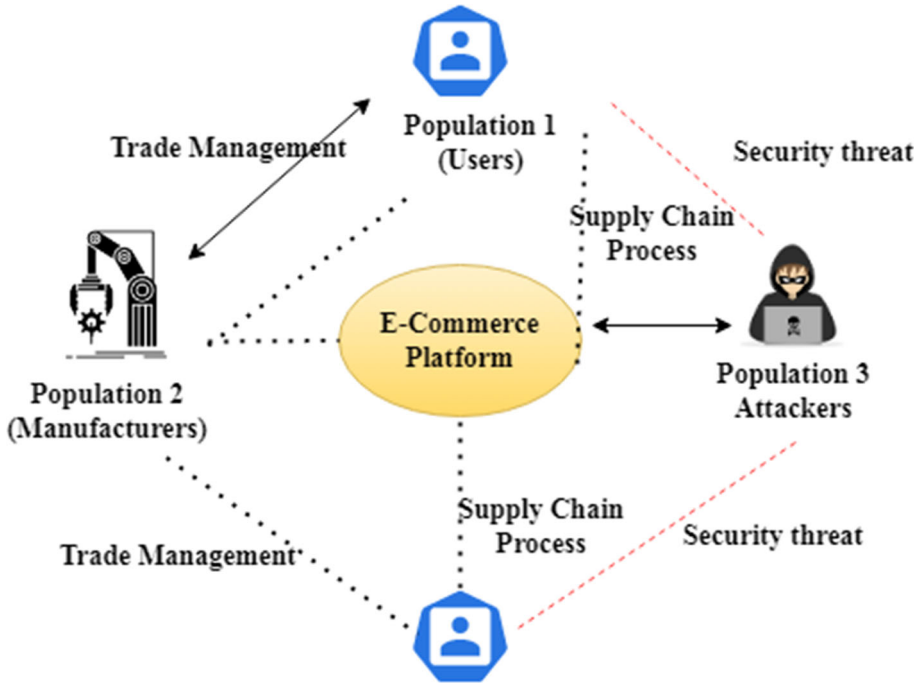 Population 1
(Users)
Trade Management
Security threat
Supply Chain
Process
E-Commerce
Platform
Population 2
(Manufacturers)
Population 3
Attackers
Supply Chain
Process
Security threat
Trade Management